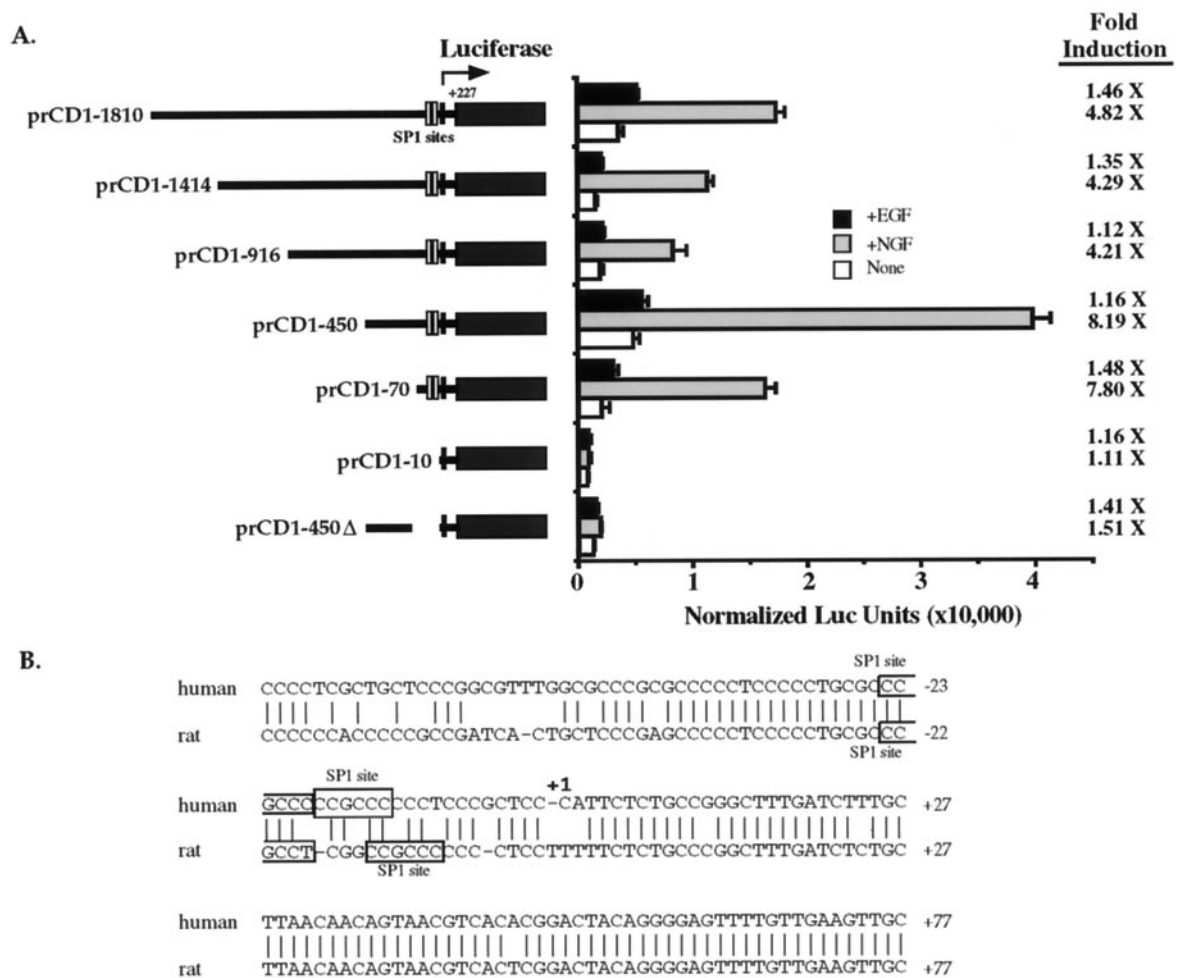 A.
Luciferase
+227
SP1 sites
Fold
Induction
prCD1-1810
1.46 X
4.82 X
prCD1-1414
1.35 X
4.29 X
prCD1-916
1.12 X
4.21 X
prCD1-450
1.16 X
8.19 X
prCD1-70
1.48 X
7.80 X
prCD1-10
1.16 X
1.11 X
prCD1-450Δ
1.41 X
1.51 X
+EGF
+NGF
None
0 1 2 3 4
Normalized Luc Units (x10,000)
B.
SP1 site
human CCCCTCGCTGCTCCCGGCGTTTGGCGCCCGCGCCCCCTCCCCCTGCGCCC -23
rat CCCCCCACCCCCGCCGATCA-CTGCTCCCGAGCCCCCTCCCCCTGCGCCC -22
SP1 site
SP1 site
+1
human GCCCCCGCCCCCCTCCCGCTCC-CATTCTCTGCCGGGCTTTGATCTTTGC +27
rat GCCT-CGGCCGCCCCCC-CTCCTTTTTCTCTGCCCGGCTTTGATCTCTGC +27
SP1 site
human TTAACAACAGTAACGTCACACGGACTACAGGGGAGTTTTGTTGAAGTTGC +77
rat TTAACAACAGTAACGTCACTCGGACTACAGGGGAGTTTTGTTGAAGTTGC +77